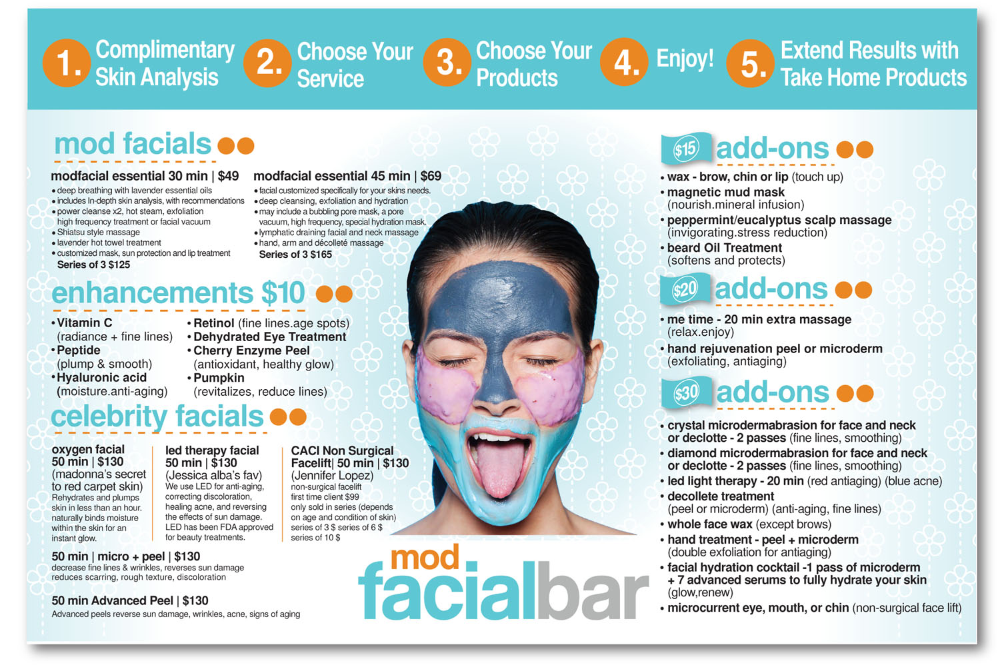 1. Complimentary
Skin Analysis
2. Choose Your
Service
3. Choose Your
Products
4. Enjoy!
5. Extend Results with
Take Home Products
mod facials
modfacial essential 30 min | $49
• deep breathing with lavender essential oils
• includes In-depth skin analysis, with recommendations
• power cleanse x2, hot steam, exfoliation
high frequency treatment or facial vacuum
• Shiatsu style massage
• lavender hot towel treatment
• customized mask, sun protection and lip treatment
Series of 3 $125
modfacial essential 45 min | $69
• facial customized specifically for your skins needs.
• deep cleansing, exfoliation and hydration
• may include a bubbling pore mask, a pore
vacuum, high frequency, special hydration mask.
• lymphatic draining facial and neck massage
• hand, arm and décolleté massage
Series of 3 $165
enhancements $10
• Vitamin C
(radiance + fine lines)
• Peptide
(plump & smooth)
• Hyaluronic acid
(moisture.anti-aging)
• Retinol (fine lines.age spots)
• Dehydrated Eye Treatment
• Cherry Enzyme Peel
(antioxidant, healthy glow)
• Pumpkin
(revitalizes, reduce lines)
celebrity facials
oxygen facial
50 min | $130
(madonna's secret
to red carpet skin)
Rehydrates and plumps
skin in less than an hour.
naturally binds moisture
within the skin for an
instant glow.
led therapy facial
50 min | $130
(Jessica alba's fav)
We use LED for anti-aging,
correcting discoloration,
healing acne, and reversing
the effects of sun damage.
LED has been FDA approved
for beauty treatments.
CACI Non Surgical
Facelift| 50 min | $130
(Jennifer Lopez)
non-surgical facelift
first time client $99
only sold in series (depends
on age and condition of skin)
series of 3 $ series of 6 $
series of 10 $
50 min | micro + peel | $130
decrease fine lines & wrinkles, reverses sun damage
reduces scarring, rough texture, discoloration
50 min Advanced Peel | $130
Advanced peels reverse sun damage, wrinkles, acne, signs of aging
mod
facialbar
$15 add-ons
• wax - brow, chin or lip (touch up)
• magnetic mud mask
(nourish.mineral infusion)
• peppermint/eucalyptus scalp massage
(invigorating.stress reduction)
• beard Oil Treatment
(softens and protects)
$20 add-ons
• me time - 20 min extra massage
(relax.enjoy)
• hand rejuvenation peel or microderm
(exfoliating, antiaging)
$30 add-ons
• crystal microdermabrasion for face and neck
or declotte - 2 passes (fine lines, smoothing)
• diamond microdermabrasion for face and neck
or declotte - 2 passes (fine lines, smoothing)
• led light therapy - 20 min (red antiaging) (blue acne)
• decollete treatment
(peel or microderm) (anti-aging, fine lines)
• whole face wax (except brows)
• hand treatment - peel + microderm
(double exfoliation for antiaging)
• facial hydration cocktail -1 pass of microderm
+ 7 advanced serums to fully hydrate your skin
(glow,renew)
• microcurrent eye, mouth, or chin (non-surgical face lift)